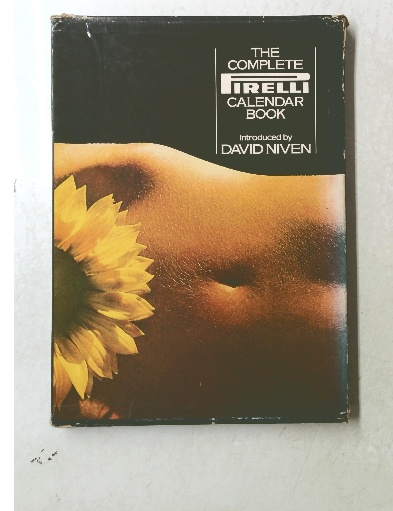 THE
COMPLETE
PIRELLI
CALENDAR
BOOK
Introduced by
DAVID NIVEN